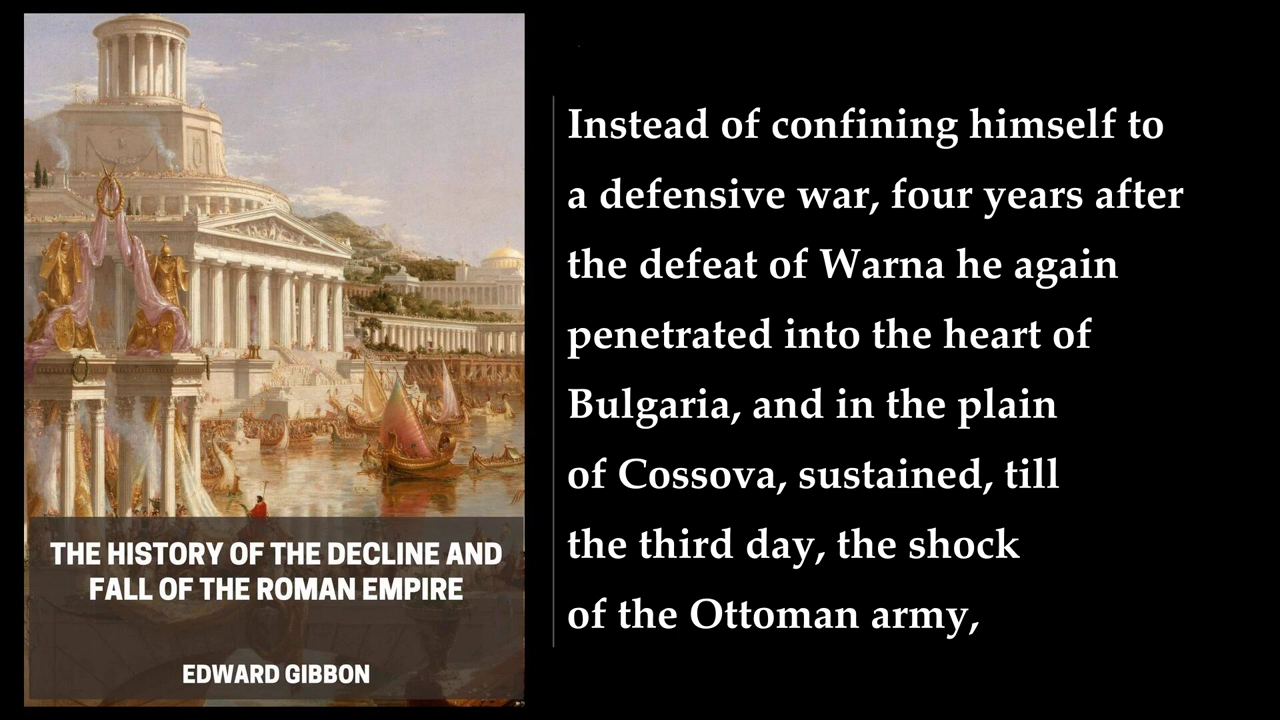 THE HISTORY OF THE DECLINE AND
FALL OF THE ROMAN EMPIRE
EDWARD GIBBON
Instead of confining himself to
a defensive war, four years after
the defeat of Warna he again
penetrated into the heart of
Bulgaria, and in the plain
of Cossova, sustained, till
the third day, the shock
of the Ottoman army,